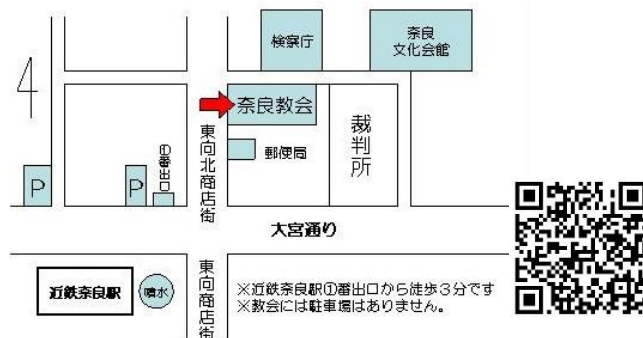 検察庁
奈良
文化会館
奈良教会
裁判所
郵便局
①番出口
東向北商店街
P
P
大宮通り
近鉄奈良駅
噴水
東向商店街
※近鉄奈良駅①番出口から徒歩３分です
※教会には駐車場はありません。